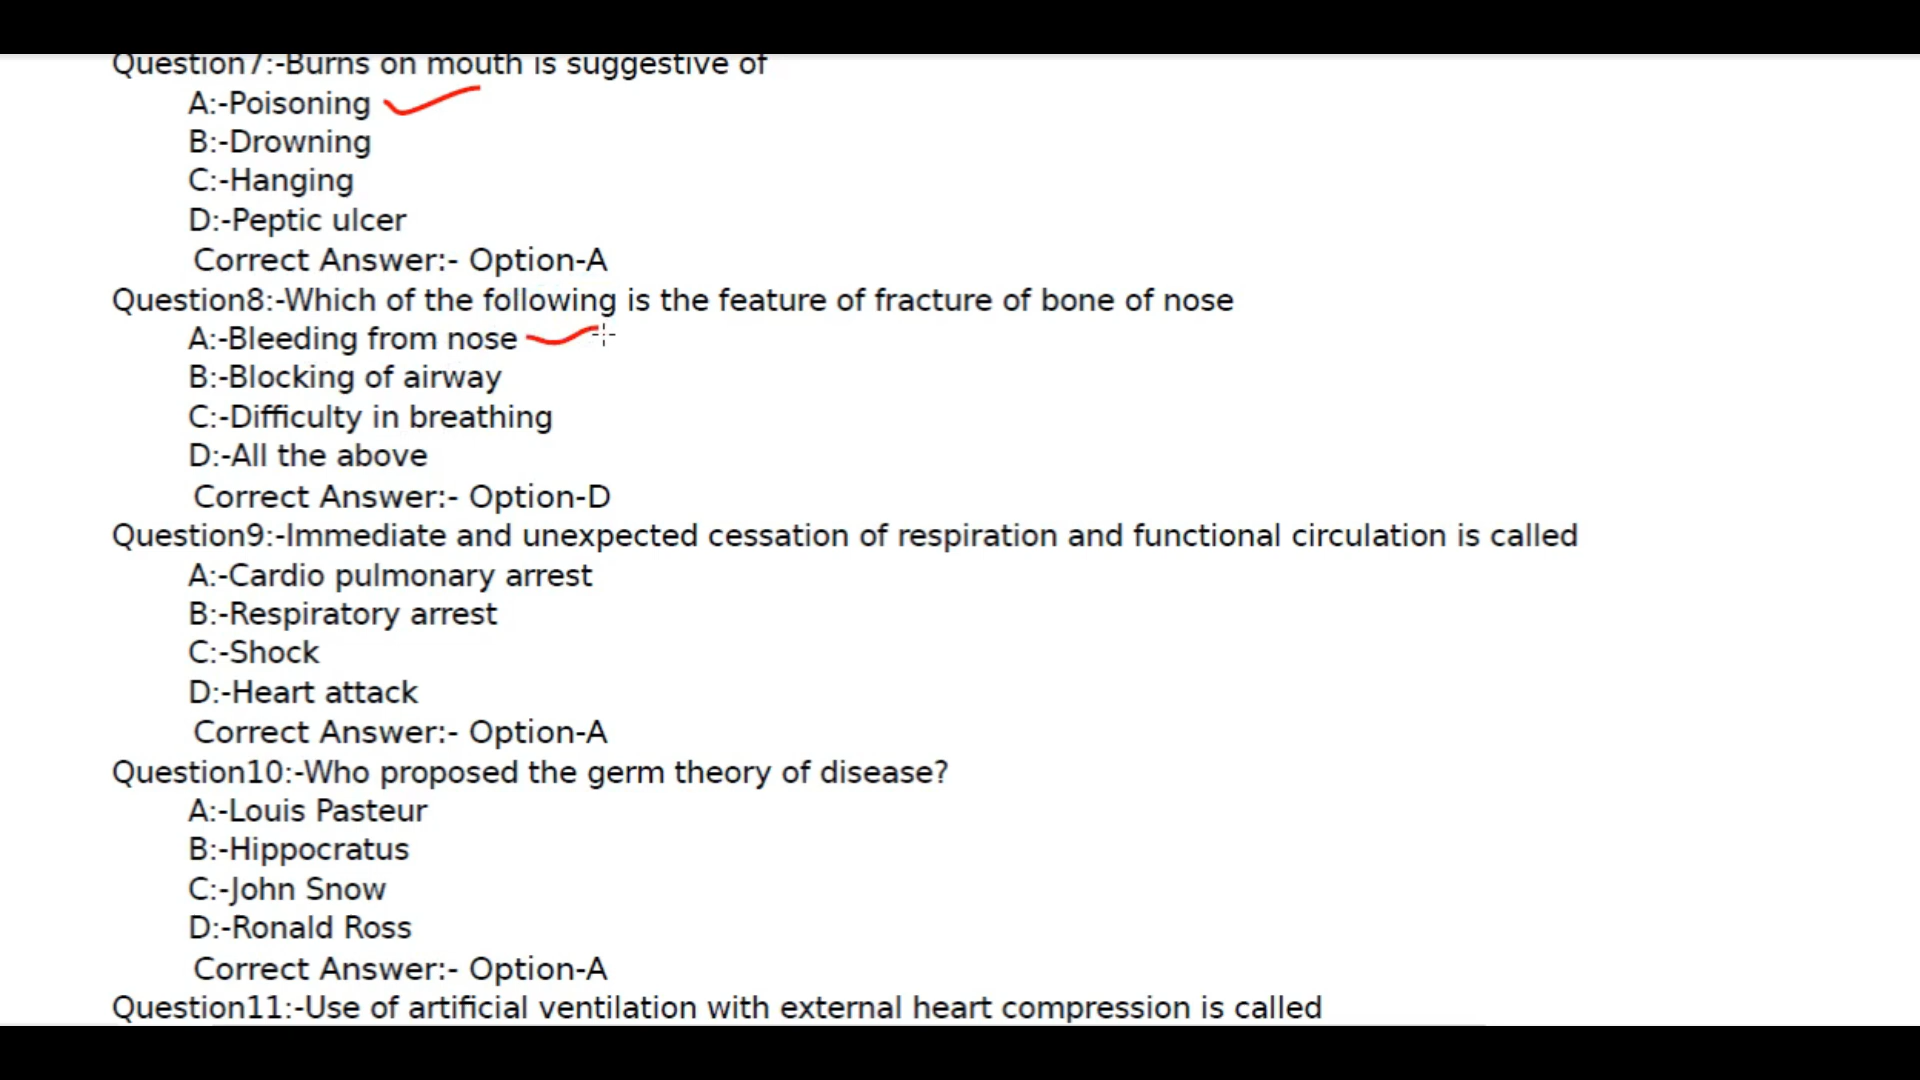 Question7:-Burns on mouth is suggestive of
A:-Poisoning
B:-Drowning
C:-Hanging
D:-Peptic ulcer
Correct Answer:- Option-A
Question8:-Which of the following is the feature of fracture of bone of nose
A:-Bleeding from nose
B:-Blocking of airway
C:-Difficulty in breathing
D:-All the above
Correct Answer:- Option-D
Question9:-Immediate and unexpected cessation of respiration and functional circulation is called
A:-Cardio pulmonary arrest
B:-Respiratory arrest
C:-Shock
D:-Heart attack
Correct Answer:- Option-A
Question10:-Who proposed the germ theory of disease?
A:-Louis Pasteur
B:-Hippocratus
C:-John Snow
D:-Ronald Ross
Correct Answer:- Option-A
Question11:-Use of artificial ventilation with external heart compression is called